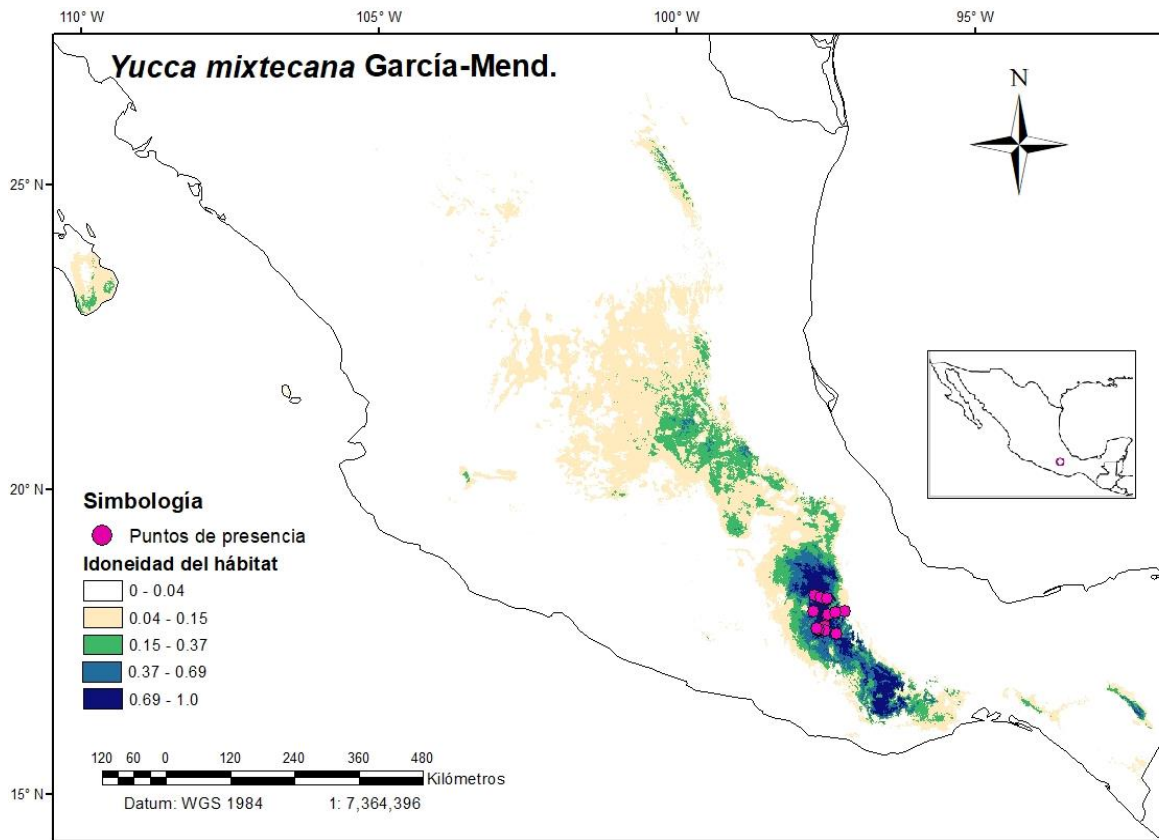 110° W 105° W 100° W 95° W
Yucca mixtecana García-Mend.
N
25° N
20° N
15° N
Simbología
Puntos de presencia
Idoneidad del hábitat
0 - 0.04
0.04 - 0.15
0.15 - 0.37
0.37 - 0.69
0.69 - 1.0
120 60 0 120 240 360 480
Kilómetros
Datum: WGS 1984 1: 7,364,396